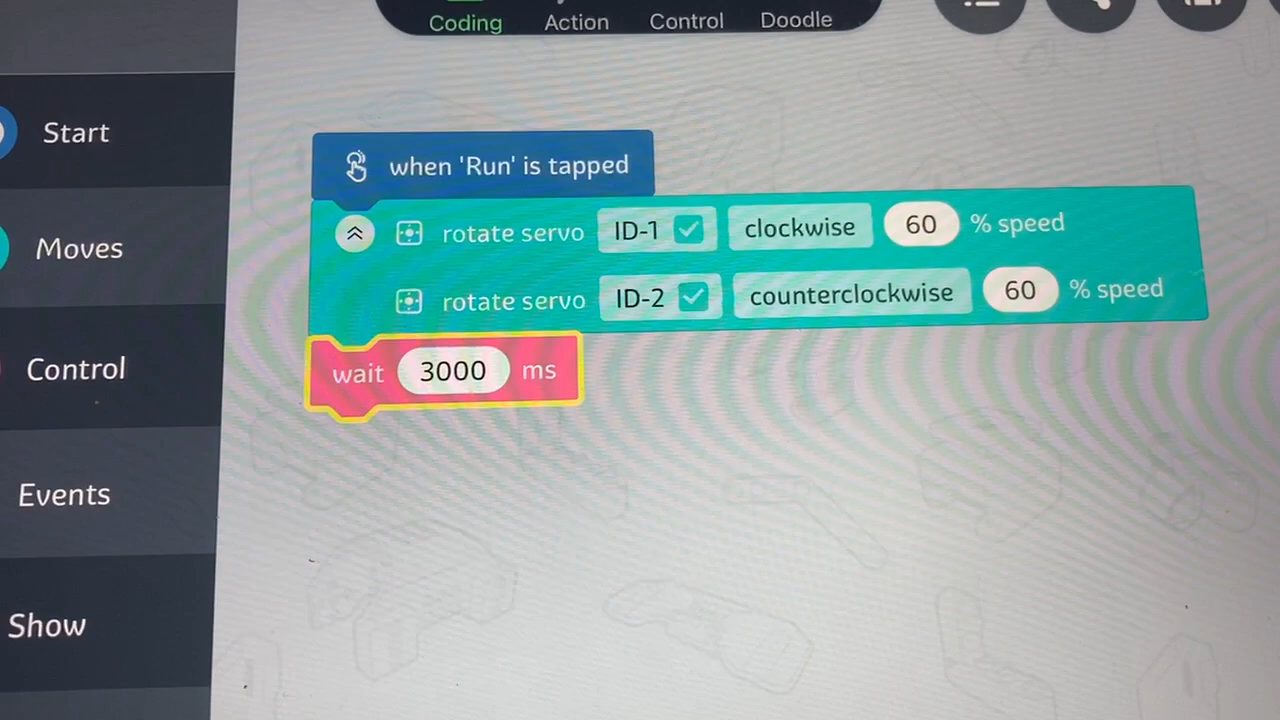 Coding Action Control Doodle
Start
Moves
Control
Events
Show
when 'Run' is tapped
rotate servo ID-1 clockwise 60 % speed
rotate servo ID-2 counterclockwise 60 % speed
wait 3000 ms